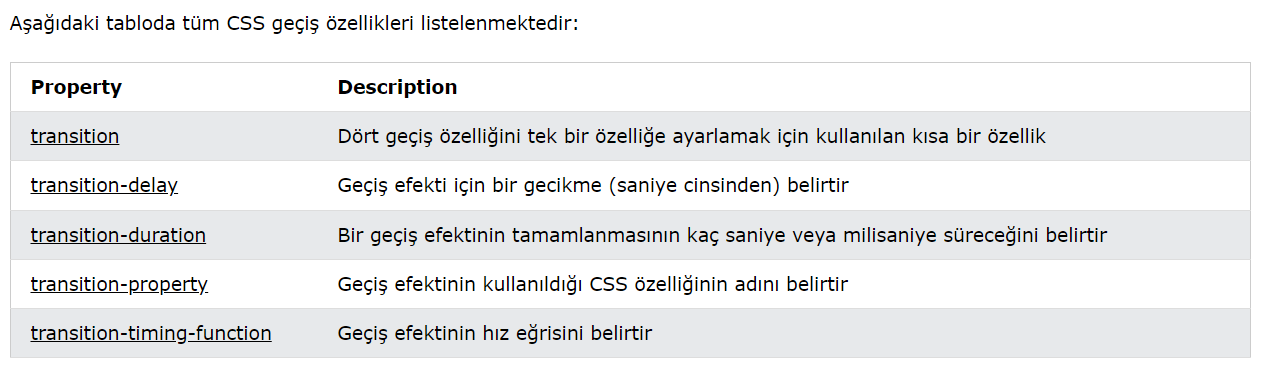 Aşağıdaki tabloda tüm CSS geçiş özellikleri listelenmektedir:
Property Description
transition Dört geçiş özelliğini tek bir özelliğe ayarlamak için kullanılan kısa bir özellik
transition-delay Geçiş efekti için bir gecikme (saniye cinsinden) belirtir
transition-duration Bir geçiş efektinin tamamlanmasının kaç saniye veya milisaniye süreceğini belirtir
transition-property Geçiş efektinin kullanıldığı CSS özelliğinin adını belirtir
transition-timing-function Geçiş efektinin hız eğrisini belirtir